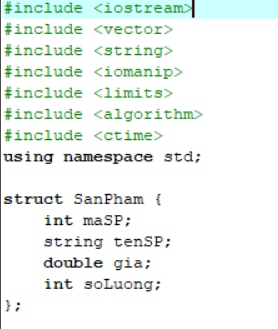 #include <iostream>
#include <vector>
#include <string>
#include <iomanip>
#include <limits>
#include <algorithm>
#include <ctime>
using namespace std;

struct SanPham {
    int maSP;
    string tenSP;
    double gia;
    int soLuong;
};